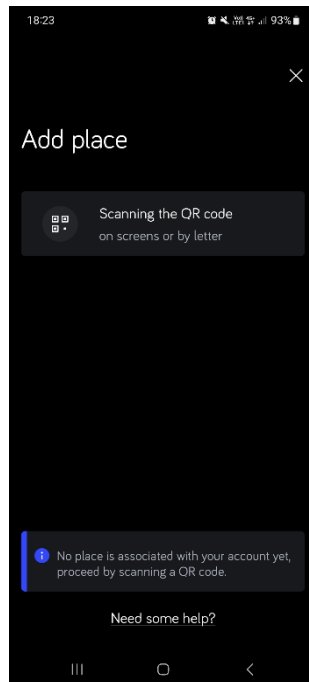 18:23
93%
Add place
Scanning the QR code
on screens or by letter
No place is associated with your account yet,
proceed by scanning a QR code.
Need some help?